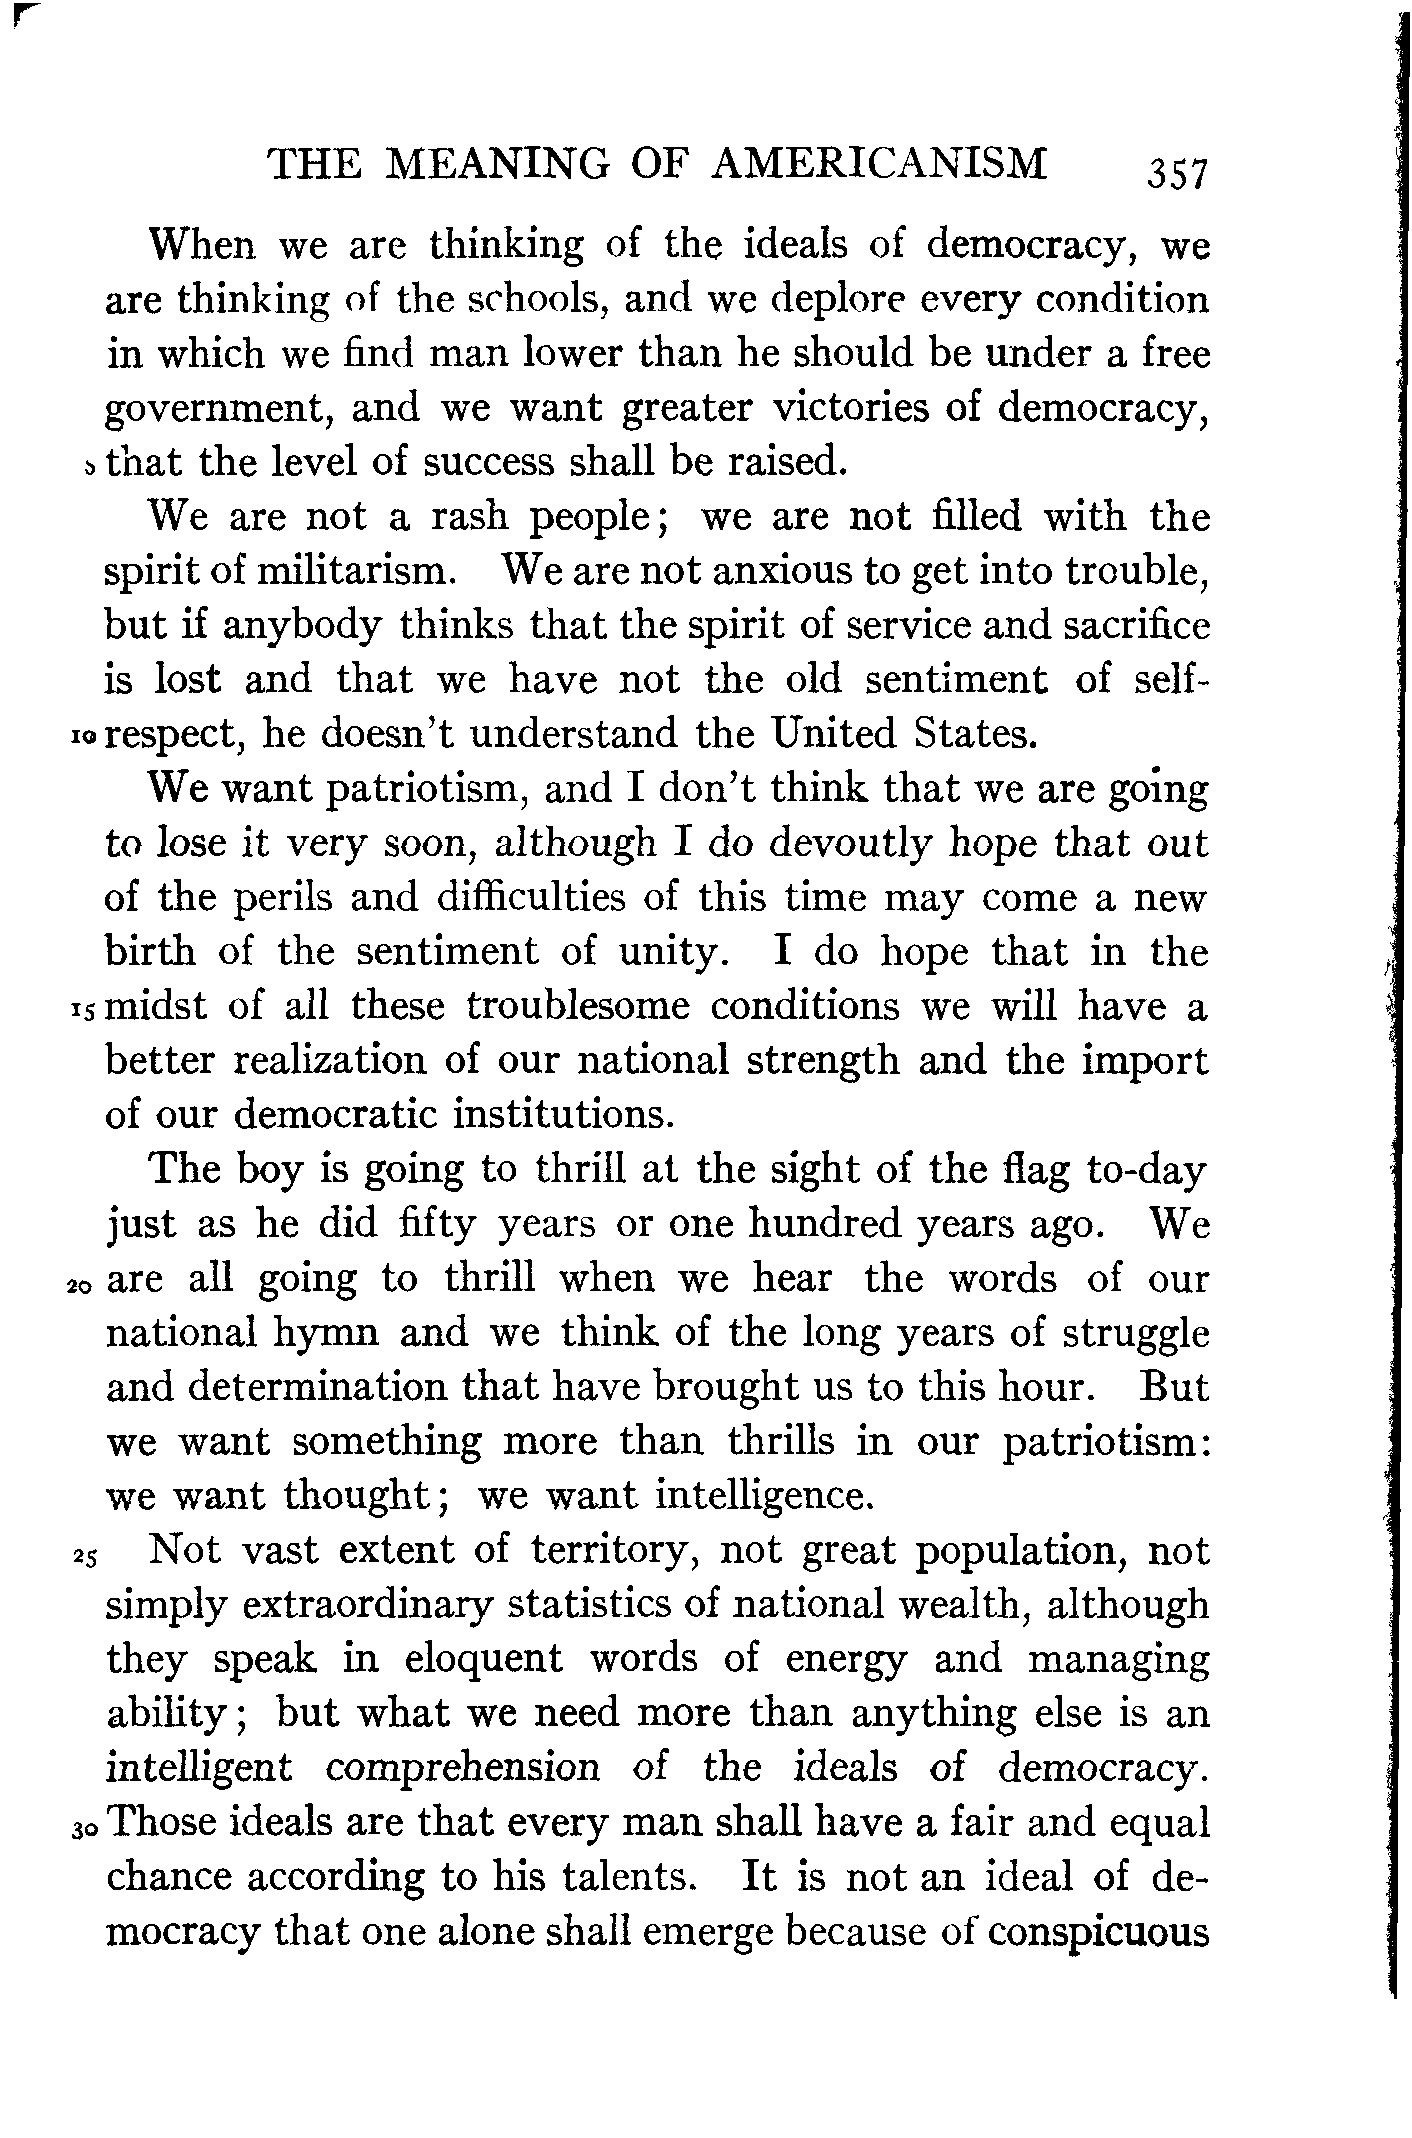 THE MEANING OF AMERICANISM 357
When we are thinking of the ideals of democracy, we
are thinking of the schools, and we deplore every condition
in which we find man lower than he should be under a free
government, and we want greater victories of democracy,
5 that the level of success shall be raised.
We are not a rash people; we are not filled with the
spirit of militarism. We are not anxious to get into trouble,
but if anybody thinks that the spirit of service and sacrifice
is lost and that we have not the old sentiment of self-
10 respect, he doesn't understand the United States.
We want patriotism, and I don't think that we are going
to lose it very soon, although I do devoutly hope that out
of the perils and difficulties of this time may come a new
birth of the sentiment of unity. I do hope that in the
15 midst of all these troublesome conditions we will have a
better realization of our national strength and the import
of our democratic institutions.
The boy is going to thrill at the sight of the flag to-day
just as he did fifty years or one hundred years ago. We
20 are all going to thrill when we hear the words of our
national hymn and we think of the long years of struggle
and determination that have brought us to this hour. But
we want something more than thrills in our patriotism:
we want thought; we want intelligence.
25 Not vast extent of territory, not great population, not
simply extraordinary statistics of national wealth, although
they speak in eloquent words of energy and managing
ability; but what we need more than anything else is an
intelligent comprehension of the ideals of democracy.
30 Those ideals are that every man shall have a fair and equal
chance according to his talents. It is not an ideal of de-
mocracy that one alone shall emerge because of conspicuous